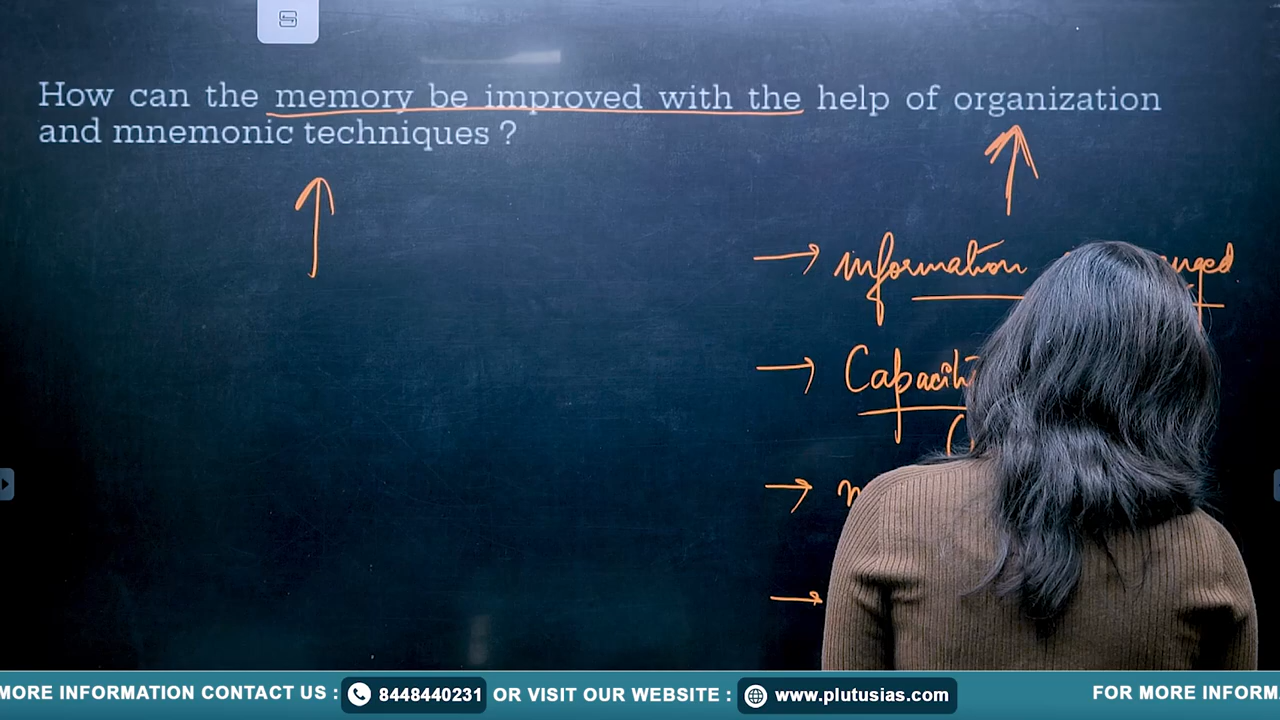 How can the memory be improved with the help of organization
and mnemonic techniques ?
→ Information
→ Capacit
→
→
MORE INFORMATION CONTACT US : 8448440231 OR VISIT OUR WEBSITE : www.plutusias.com FOR MORE INFORM